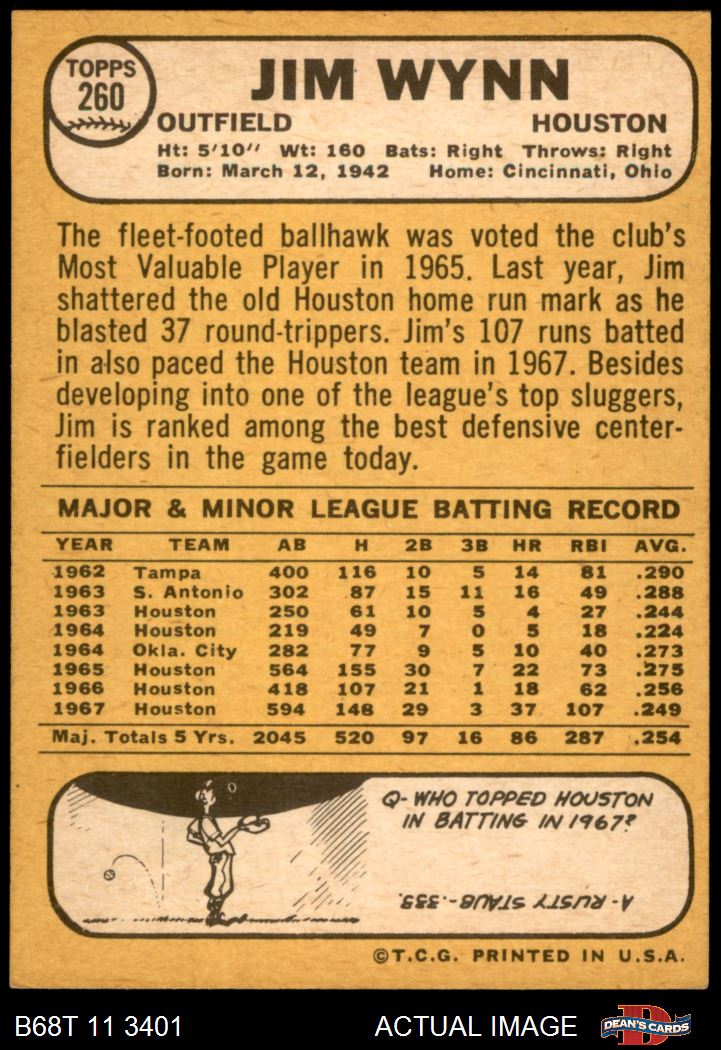 TOPPS
260
JIM WYNN
OUTFIELD HOUSTON
Ht: 5'10" Wt: 160 Bats: Right Throws: Right
Born: March 12, 1942 Home: Cincinnati, Ohio
The fleet-footed ballhawk was voted the club's
Most Valuable Player in 1965. Last year, Jim
shattered the old Houston home run mark as he
blasted 37 round-trippers. Jim's 107 runs batted
in also paced the Houston team in 1967. Besides
developing into one of the league's top sluggers,
Jim is ranked among the best defensive center-
fielders in the game today.
MAJOR & MINOR LEAGUE BATTING RECORD
YEAR TEAM AB H 2B 3B HR RBI AVG.
1962 Tampa 400 116 10 5 14 81 .290
1963 S. Antonio 302 87 15 11 16 49 .288
1963 Houston 250 61 10 5 4 27 .244
1964 Houston 219 49 7 0 5 18 .224
1964 Okla. City 282 77 9 5 10 40 .273
1965 Houston 564 155 30 7 22 73 .275
1966 Houston 418 107 21 1 18 62 .256
1967 Houston 594 148 29 3 37 107 .249
Maj. Totals 5 Yrs. 2045 520 97 16 86 287 .254
Q- WHO TOPPED HOUSTON
IN BATTING IN 1967?
A- RUSTY STAUB-.333.
©T.C.G. PRINTED IN U.S.A.
B68T 11 3401 ACTUAL IMAGE DEAN'S CARDS